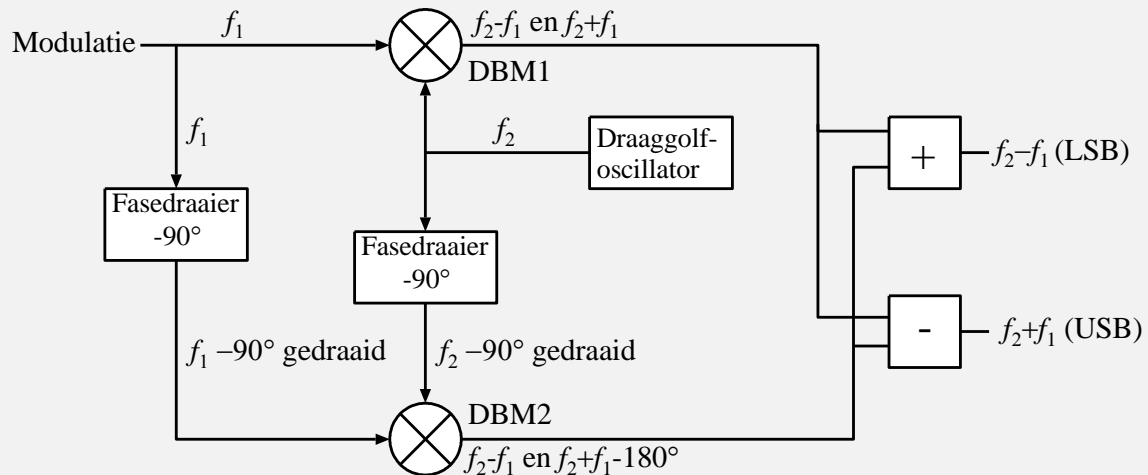 Modulatie
f₁
f₂-f₁ en f₂+f₁
DBM1
f₁
f₂
Draaggolf-
oscillator
+
f₂−f₁ (LSB)
Fasedraaier
-90°
Fasedraaier
-90°
-
f₂+f₁ (USB)
f₁ −90° gedraaid
f₂ −90° gedraaid
DBM2
f₂-f₁ en f₂+f₁-180°